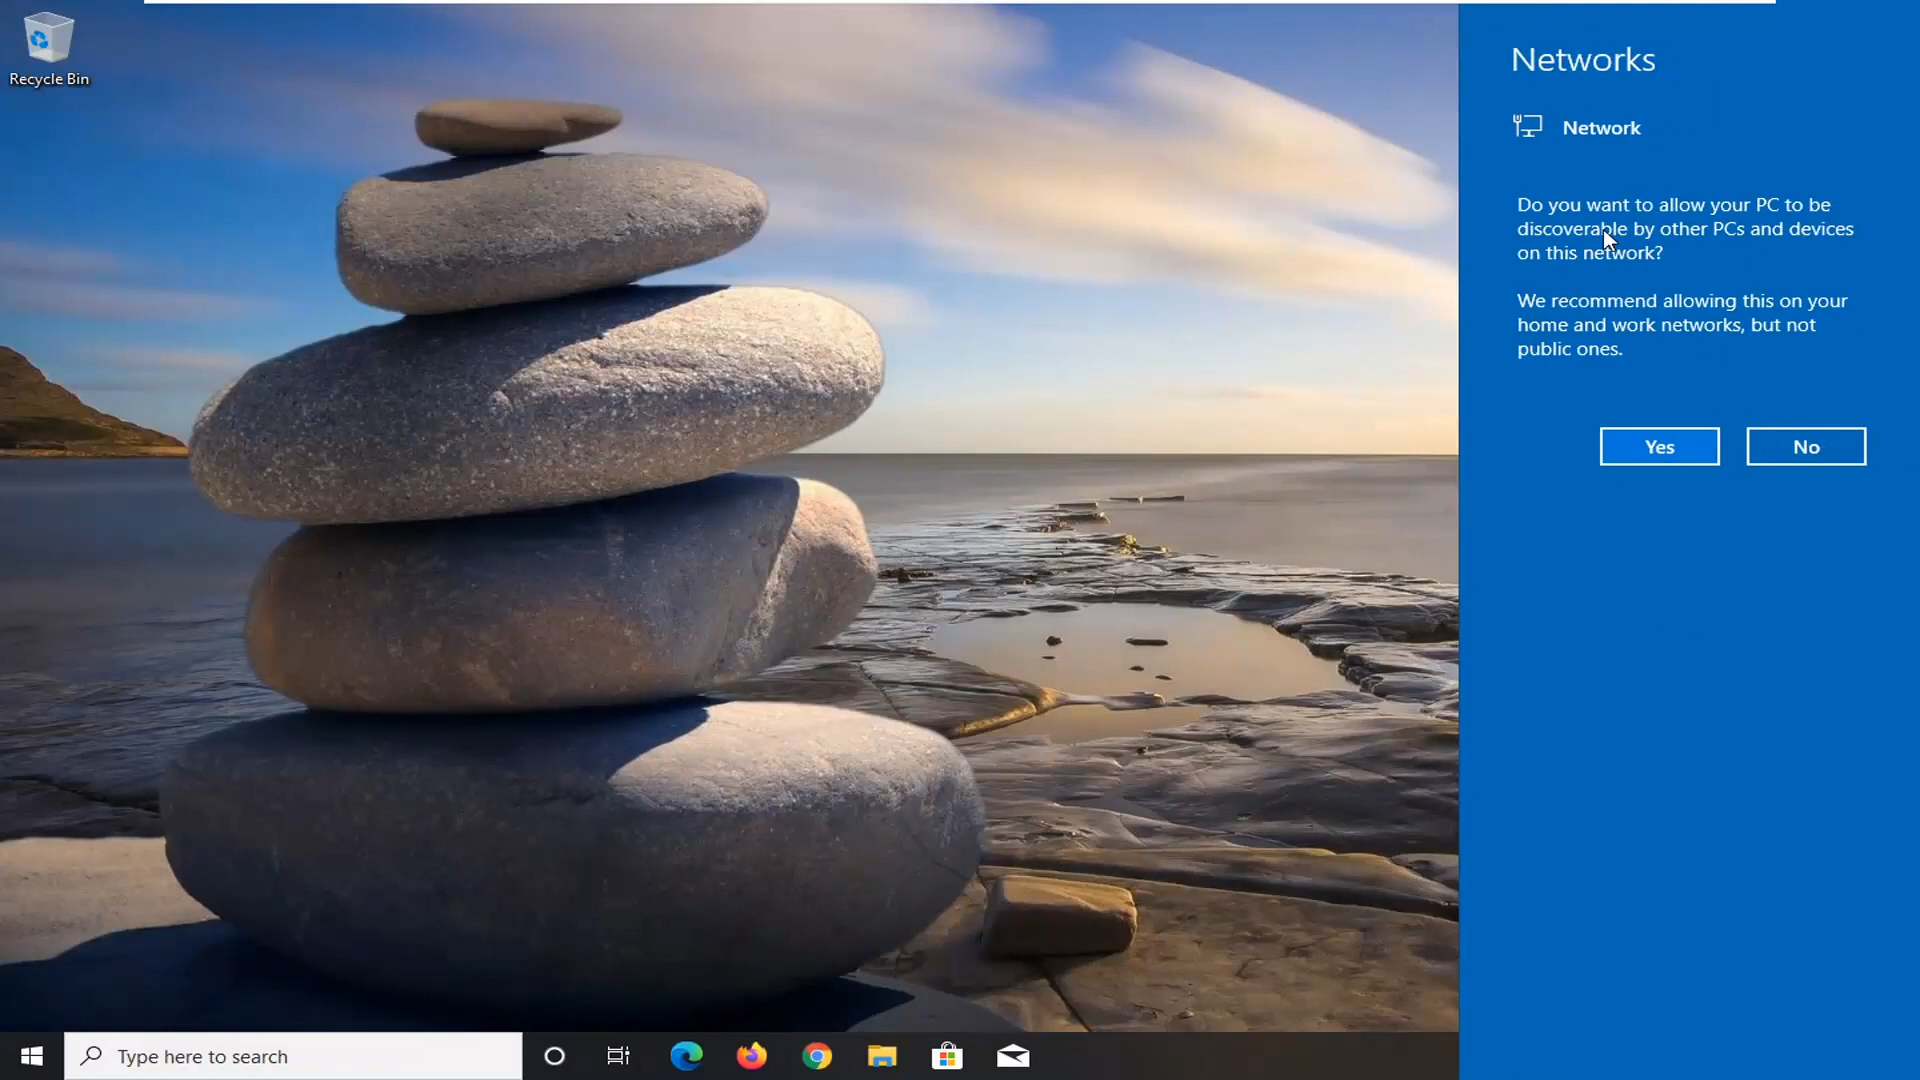 Recycle Bin
Networks
Network
Do you want to allow your PC to be
discoverable by other PCs and devices
on this network?
We recommend allowing this on your
home and work networks, but not
public ones.
Yes
No
Type here to search